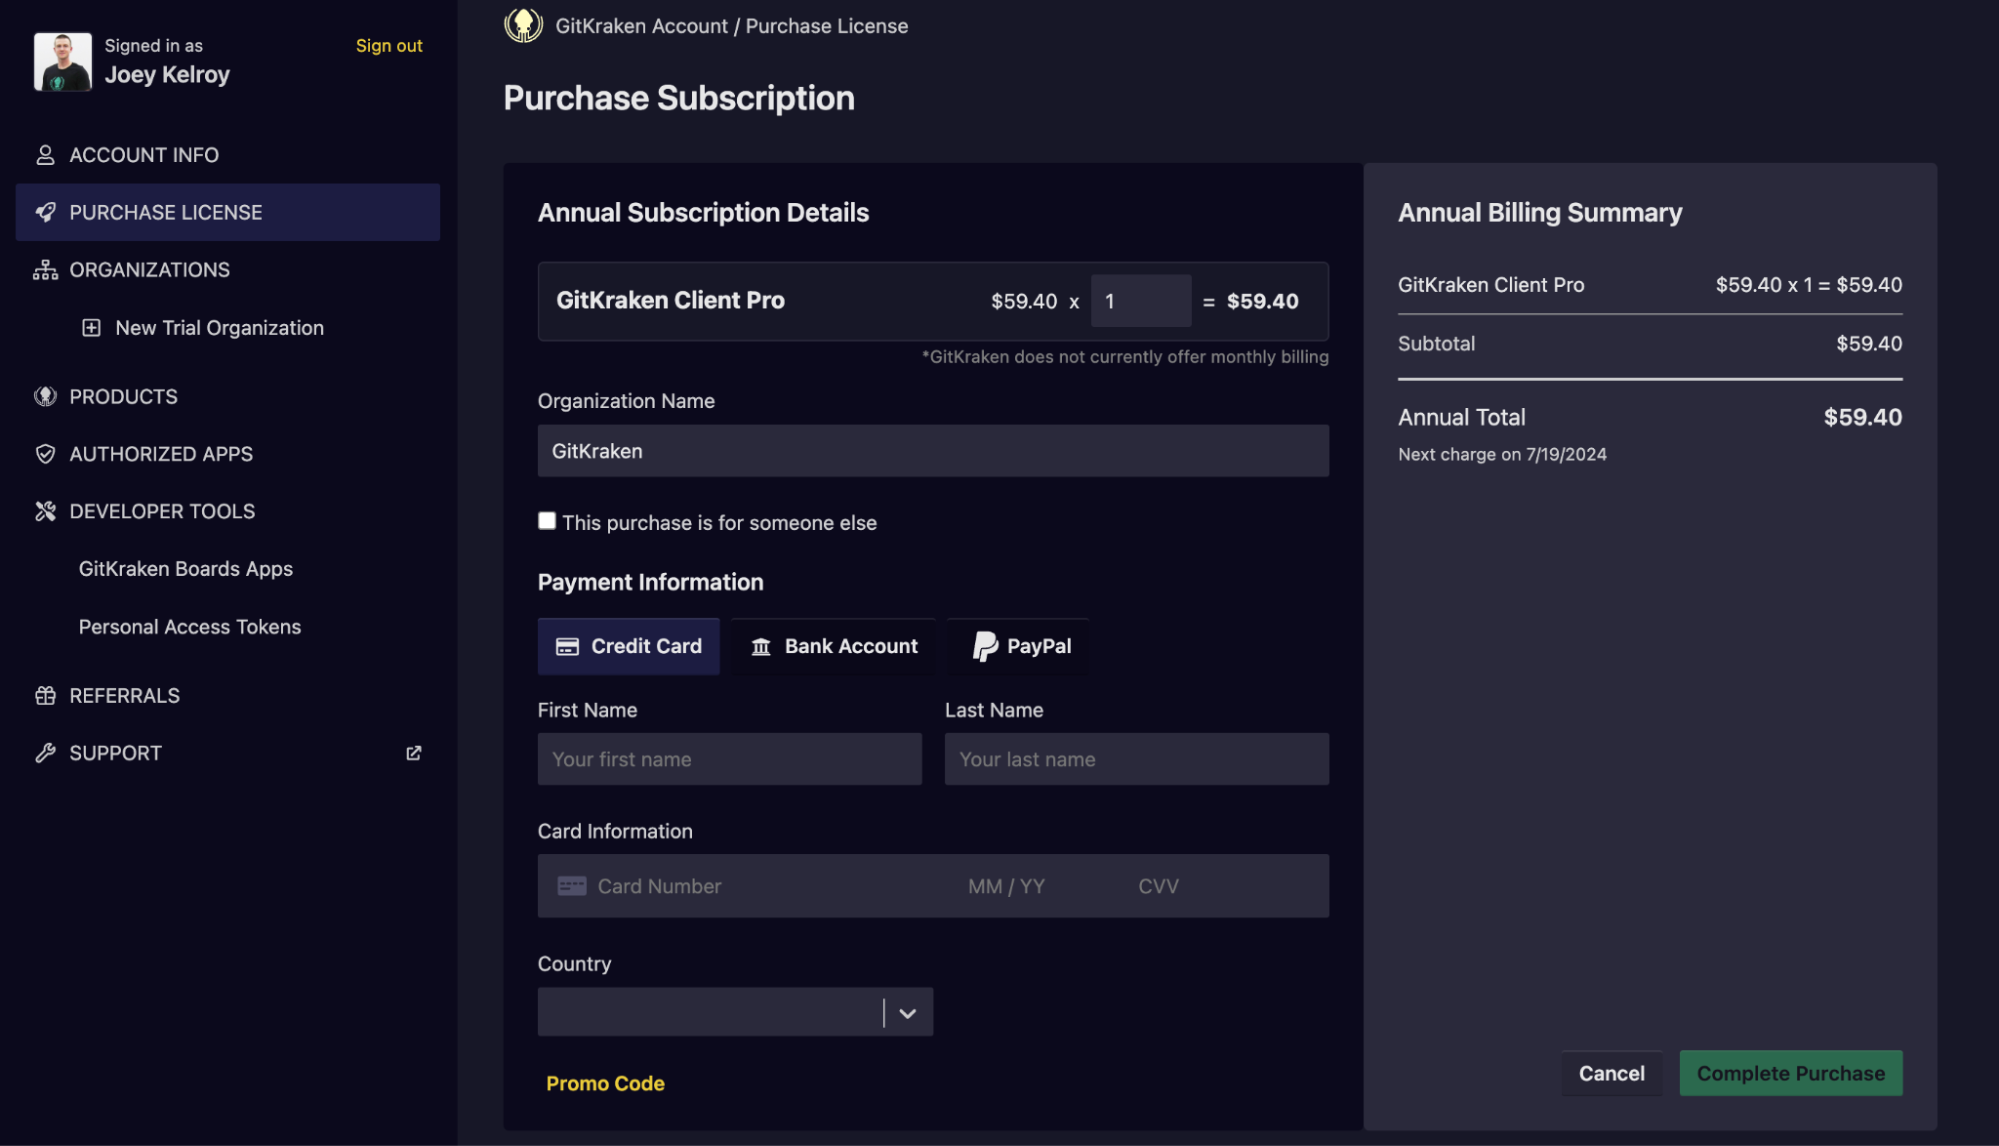 Signed in as
Joey Kelroy
Sign out
ACCOUNT INFO
PURCHASE LICENSE
ORGANIZATIONS
New Trial Organization
PRODUCTS
AUTHORIZED APPS
DEVELOPER TOOLS
GitKraken Boards Apps
Personal Access Tokens
REFERRALS
SUPPORT
GitKraken Account / Purchase License
Purchase Subscription
Annual Subscription Details
GitKraken Client Pro $59.40 x 1 = $59.40
*GitKraken does not currently offer monthly billing
Organization Name
GitKraken
This purchase is for someone else
Payment Information
Credit Card Bank Account PayPal
First Name Last Name
Your first name Your last name
Card Information
Card Number MM / YY CVV
Country
Promo Code
Annual Billing Summary
GitKraken Client Pro $59.40 x 1 = $59.40
Subtotal $59.40
Annual Total $59.40
Next charge on 7/19/2024
Cancel Complete Purchase